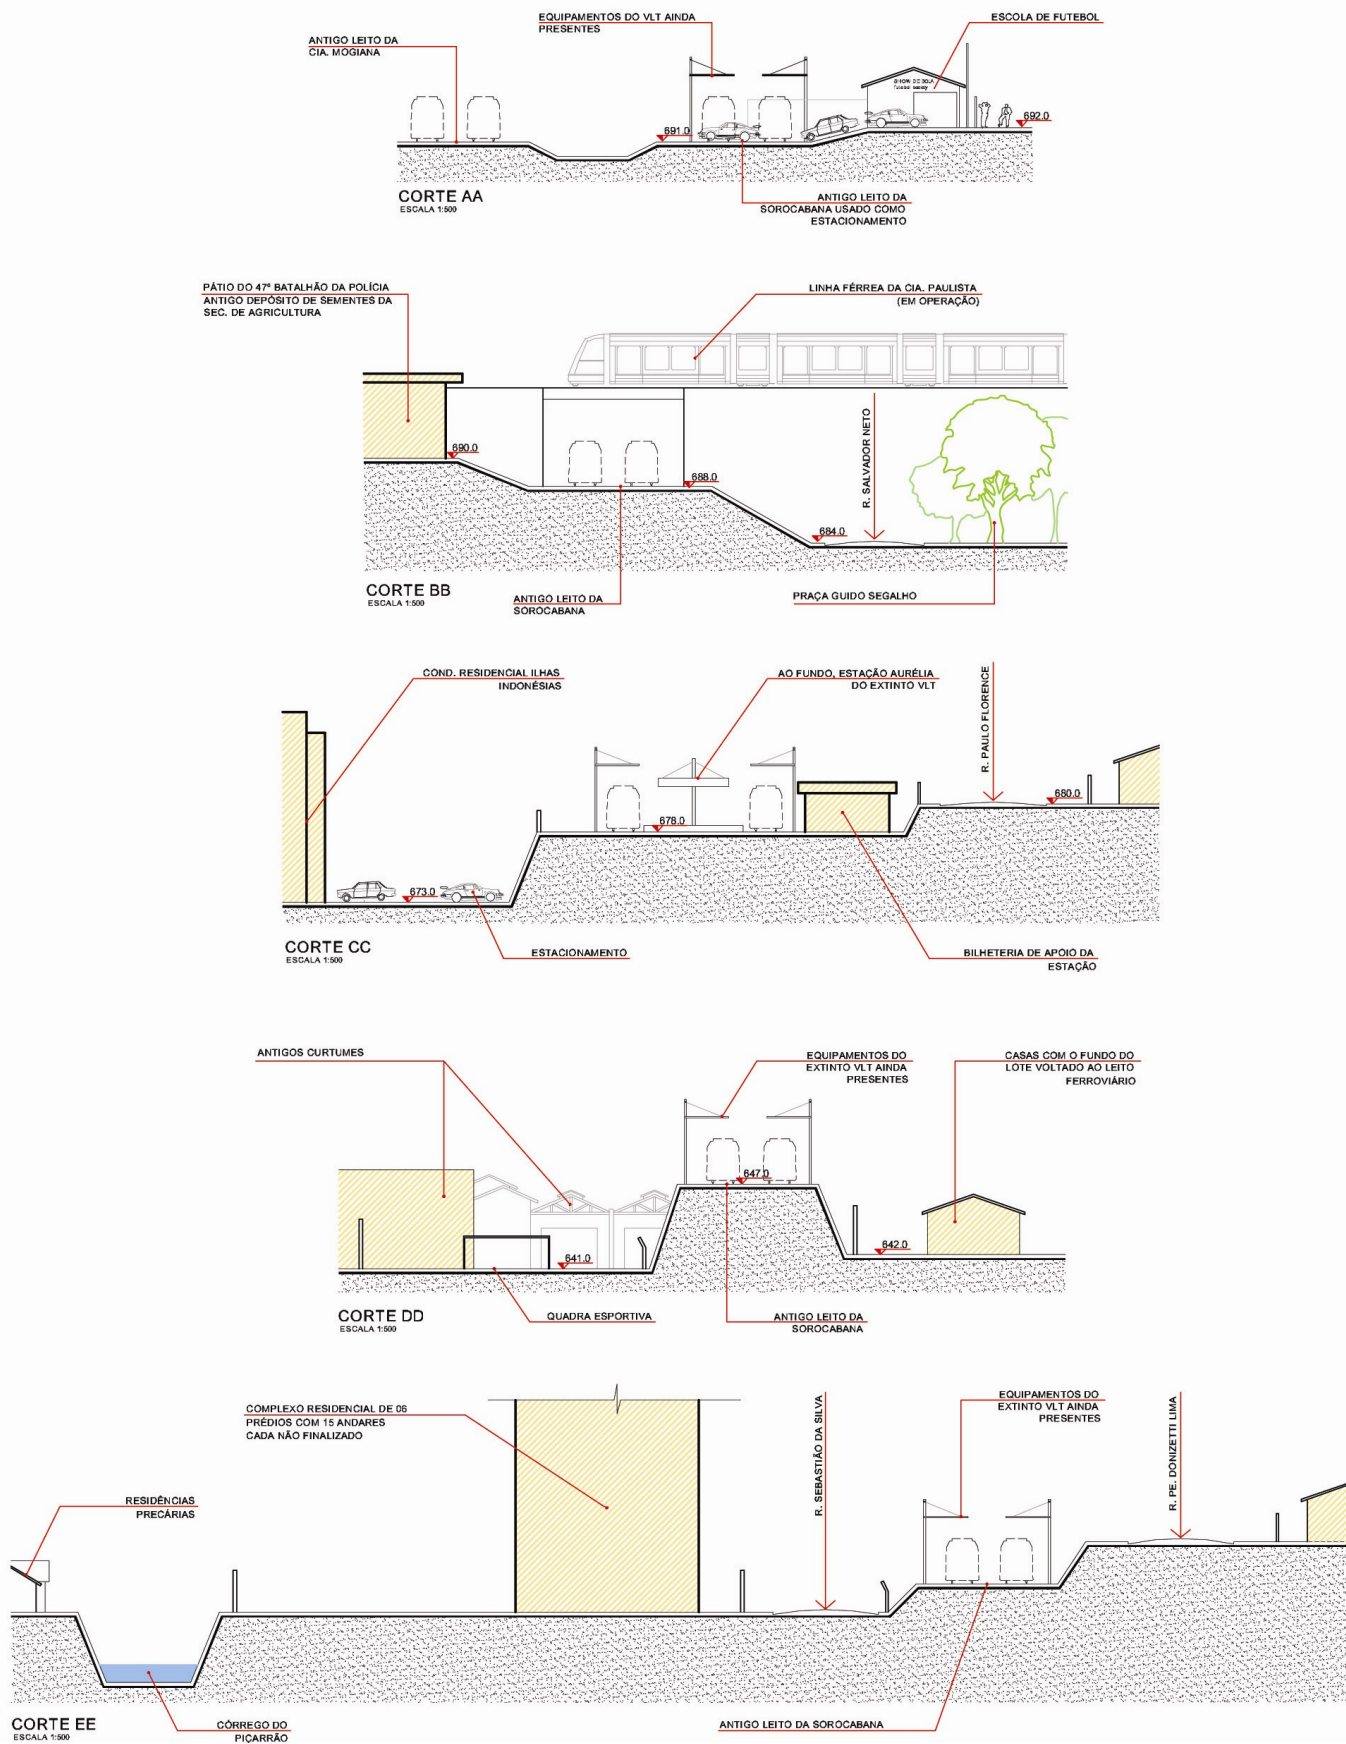 EQUIPAMENTOS DO VLT AINDA
PRESENTES
ESCOLA DE FUTEBOL
ANTIGO LEITO DA
CIA. MOGIANA
SHOW DE BOLA
futebol society
691.0
692.0
CORTE AA
ESCALA 1:500
ANTIGO LEITO DA
SOROCABANA USADO COMO
ESTACIONAMENTO
PÁTIO DO 47º BATALHÃO DA POLÍCIA
ANTIGO DEPÓSITO DE SEMENTES DA
SEC. DE AGRICULTURA
LINHA FÉRREA DA CIA. PAULISTA
(EM OPERAÇÃO)
690.0
688.0
R. SALVADOR NETO
684.0
CORTE BB
ESCALA 1:500
ANTIGO LEITO DA
SOROCABANA
PRAÇA GUIDO SEGALHO
COND. RESIDENCIAL ILHAS
INDONÉSIAS
AO FUNDO, ESTAÇÃO AURÉLIA
DO EXTINTO VLT
R. PAULO FLORENCE
680.0
678.0
673.0
CORTE CC
ESCALA 1:500
ESTACIONAMENTO
BILHETERIA DE APOIO DA
ESTAÇÃO
ANTIGOS CURTUMES
EQUIPAMENTOS DO
EXTINTO VLT AINDA
PRESENTES
CASAS COM O FUNDO DO
LOTE VOLTADO AO LEITO
FERROVIÁRIO
647.0
641.0
642.0
CORTE DD
ESCALA 1:500
QUADRA ESPORTIVA
ANTIGO LEITO DA
SOROCABANA
COMPLEXO RESIDENCIAL DE 06
PRÉDIOS COM 15 ANDARES
CADA NÃO FINALIZADO
R. SEBASTIÃO DA SILVA
EQUIPAMENTOS DO
EXTINTO VLT AINDA
PRESENTES
R. PE. DONIZETTI LIMA
RESIDÊNCIAS
PRECÁRIAS
CORTE EE
ESCALA 1:500
CÓRREGO DO
PIÇARRÃO
ANTIGO LEITO DA SOROCABANA